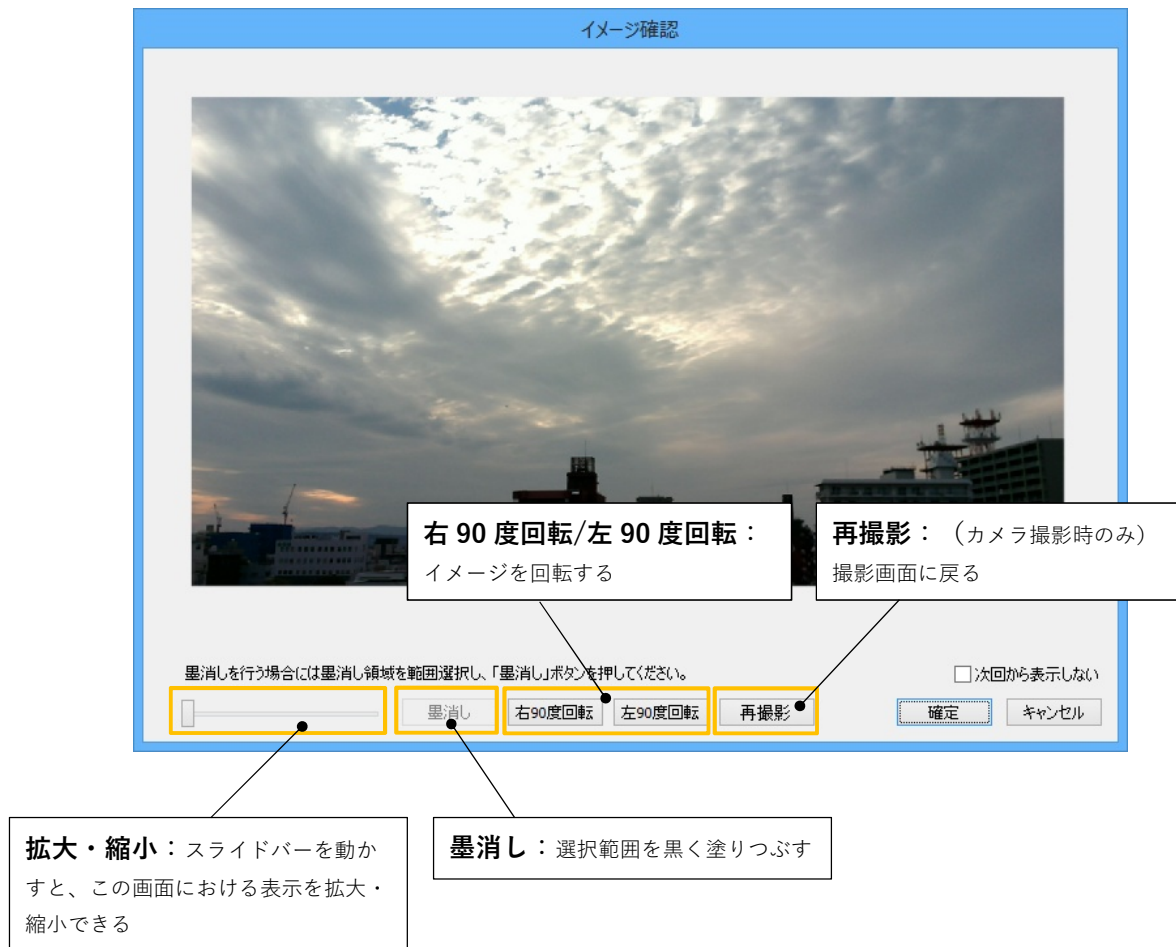 イメージ確認
右 90 度回転/左 90 度回転：
イメージを回転する
再撮影：（カメラ撮影時のみ）
撮影画面に戻る
墨消しを行う場合には墨消し領域を範囲選択し、「墨消し」ボタンを押してください。
次回から表示しない
墨消し
右90度回転
左90度回転
再撮影
確定
キャンセル
拡大・縮小：スライドバーを動か
すと、この画面における表示を拡大・
縮小できる
墨消し：選択範囲を黒く塗りつぶす